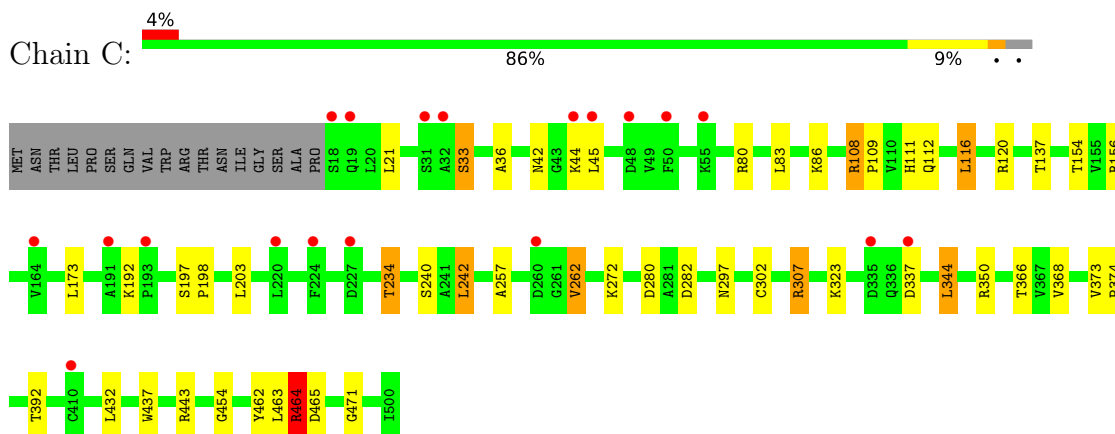 4%
Chain C:
86% 9% • •
MET ASN THR LEU PRO SER GLN VAL TRP ARG THR ASN ILE GLY SER ALA PRO S18 Q19 L20 L21 S31 A32 S33 A36 N42 G43 K44 L45 D48 V49 F50 K55 R80 L83 K86 R108 P109 V110 H111 Q112 L116 R120 T137 T154 V155 R156
V164 L173 A191 K192 P193 S197 P198 L203 L220 F224 D227 T234 S240 A241 L242 A257 D260 G261 V262 K272 D280 A281 D282 N297 C302 R307 K323 D335 Q336 D337 L344 R350 T366 V367 V368 V373
T392 C410 L432 W437 R443 G454 Y462 L463 R464 D465 G471 I500